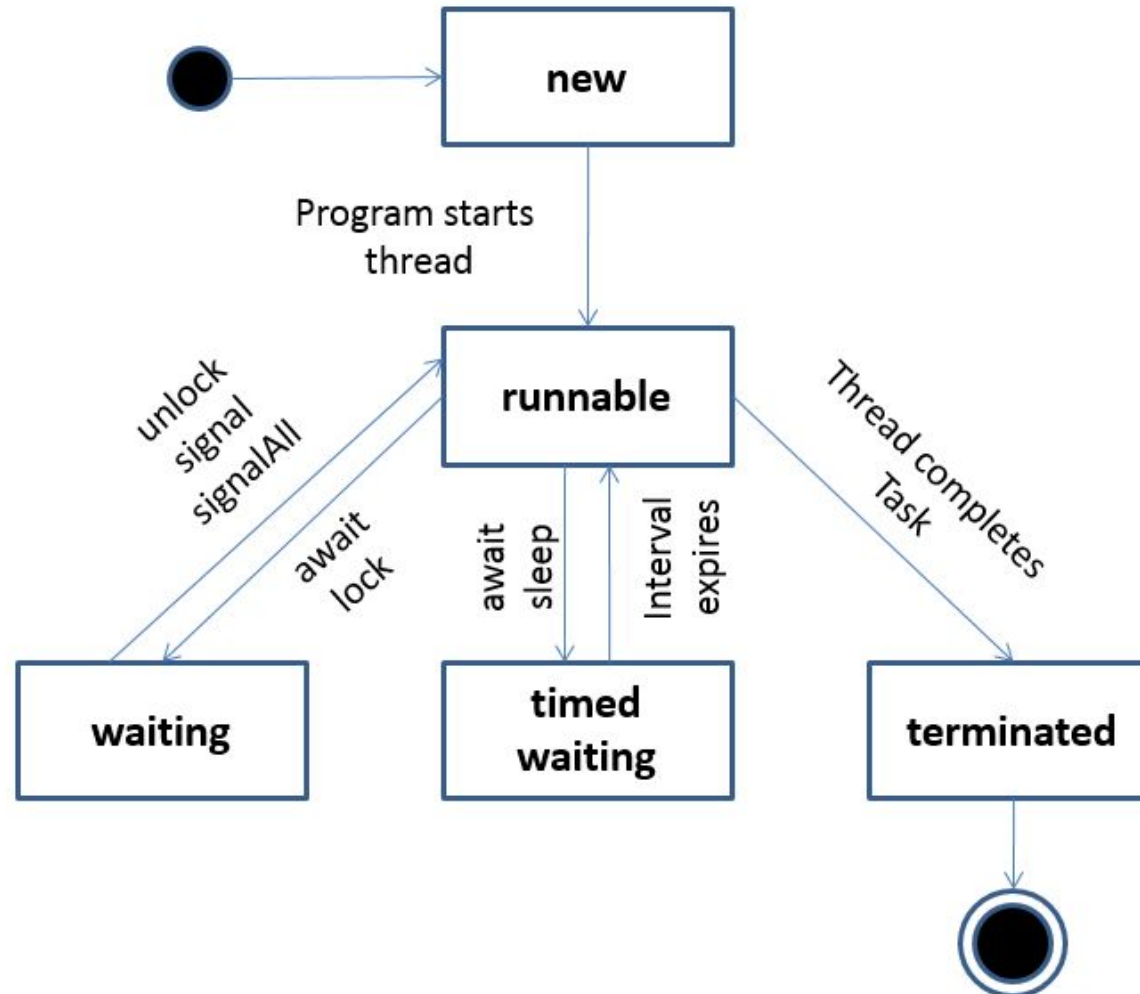 new
Program starts
thread
runnable
unlock
signal
signalAll
await
lock
await
sleep
Interval
expires
Thread completes
Task
waiting
timed
waiting
terminated